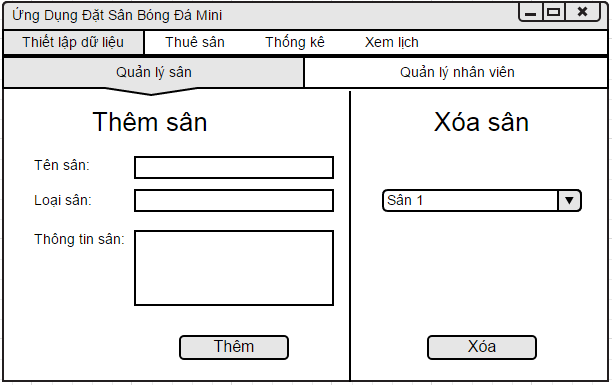 Ứng Dụng Đặt Sân Bóng Đá Mini
Thiết lập dữ liệu Thuê sân Thống kê Xem lịch
Quản lý sân Quản lý nhân viên
Thêm sân Xóa sân
Tên sân:
Loại sân: Sân 1
Thông tin sân:
Thêm Xóa